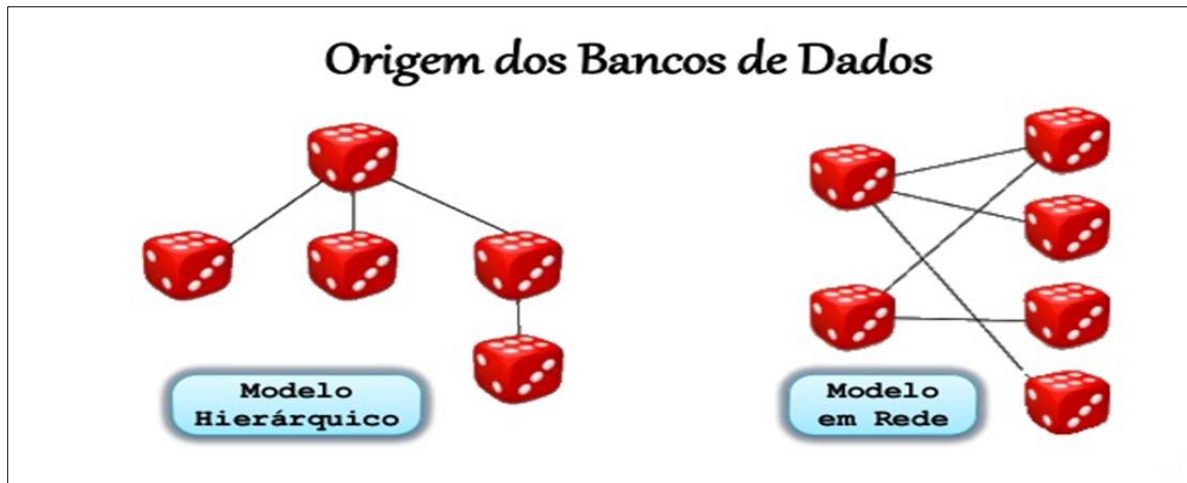 Origem dos Bancos de Dados
Modelo
Hierárquico
Modelo
em Rede